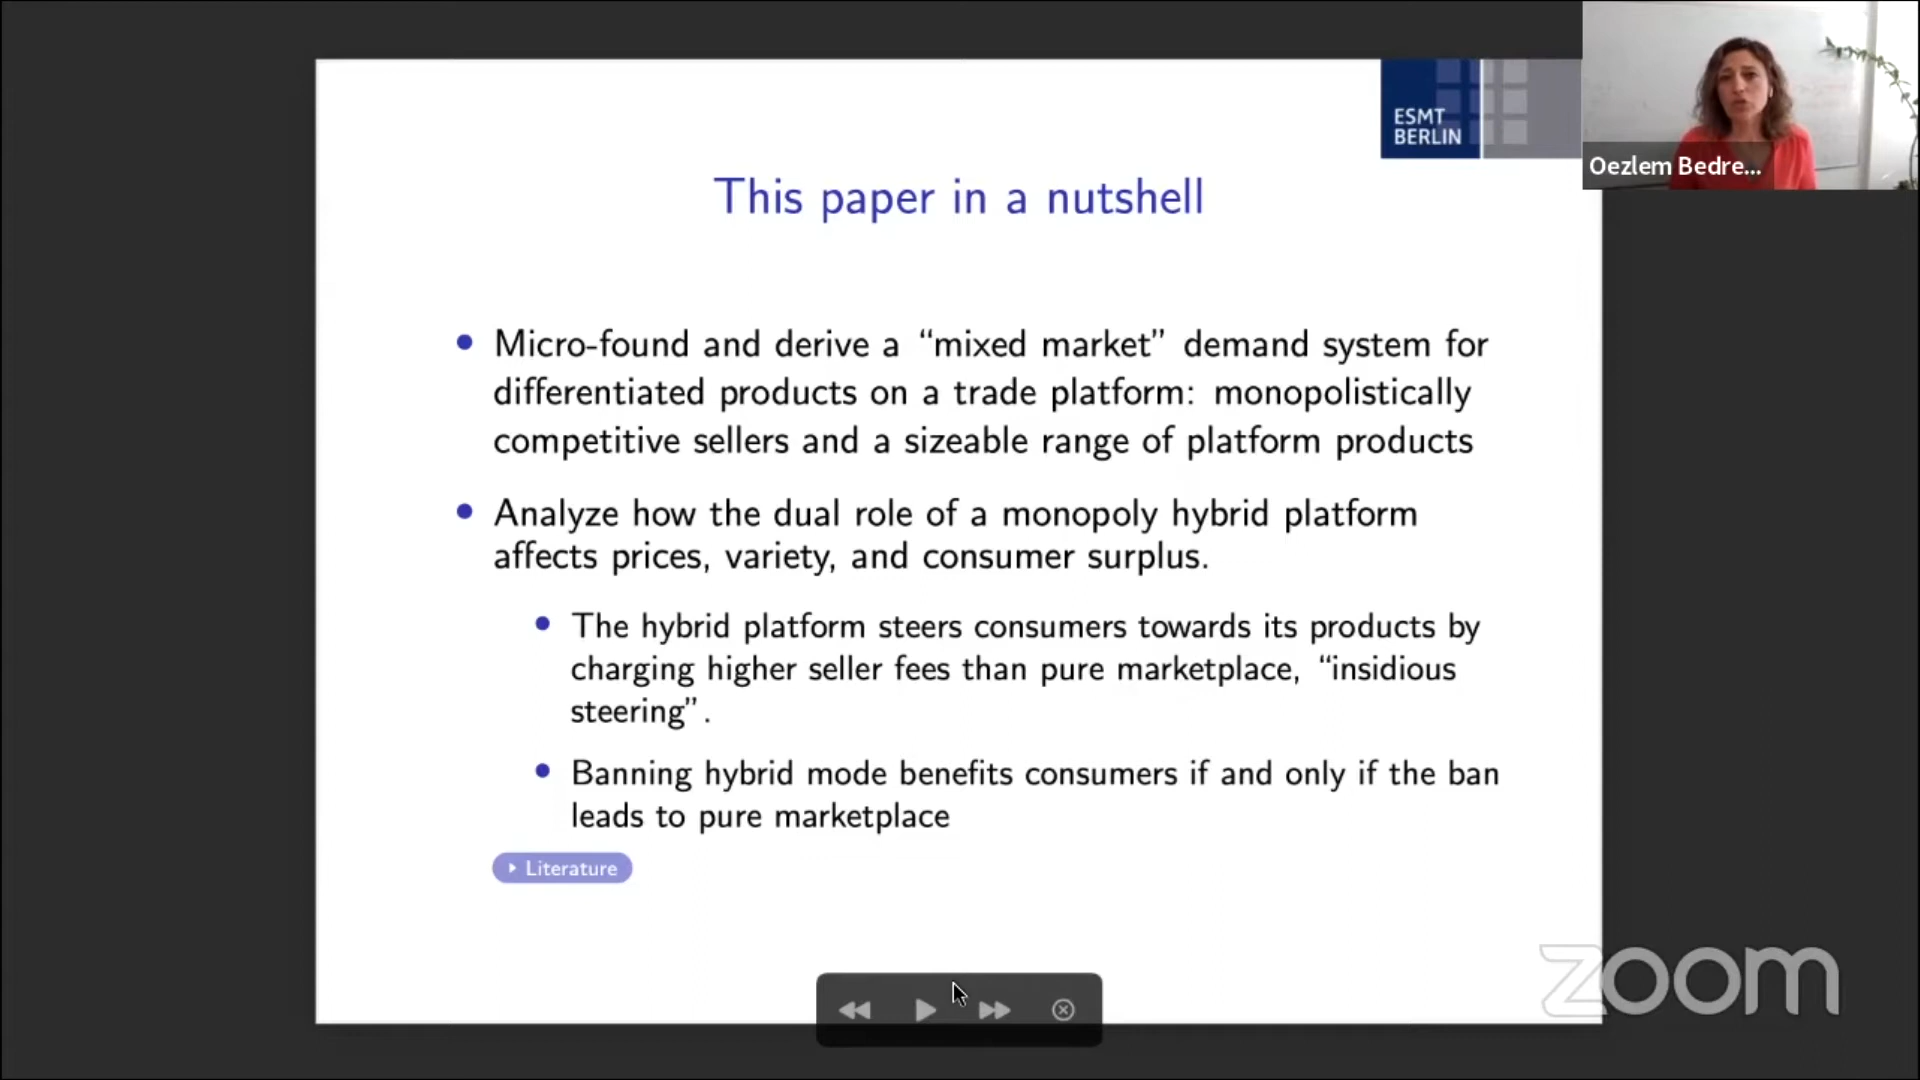 ESMT
BERLIN
Oezlem Bedre...
This paper in a nutshell
Micro-found and derive a “mixed market” demand system for
differentiated products on a trade platform: monopolistically
competitive sellers and a sizeable range of platform products
Analyze how the dual role of a monopoly hybrid platform
affects prices, variety, and consumer surplus.
The hybrid platform steers consumers towards its products by
charging higher seller fees than pure marketplace, “insidious
steering”.
Banning hybrid mode benefits consumers if and only if the ban
leads to pure marketplace
Literature
zoom